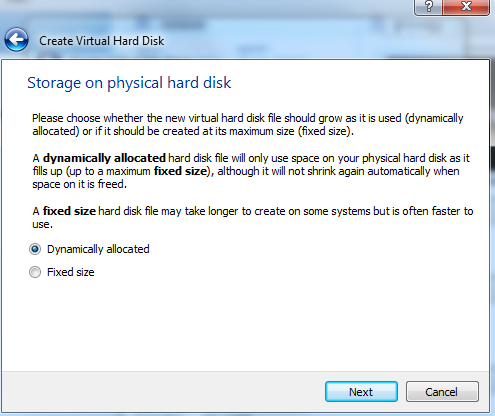 ?
Create Virtual Hard Disk
Storage on physical hard disk
Please choose whether the new virtual hard disk file should grow as it is used (dynamically
allocated) or if it should be created at its maximum size (fixed size).
A dynamically allocated hard disk file will only use space on your physical hard disk as it
fills up (up to a maximum fixed size), although it will not shrink again automatically when
space on it is freed.
A fixed size hard disk file may take longer to create on some systems but is often faster to
use.
Dynamically allocated
Fixed size
Next
Cancel